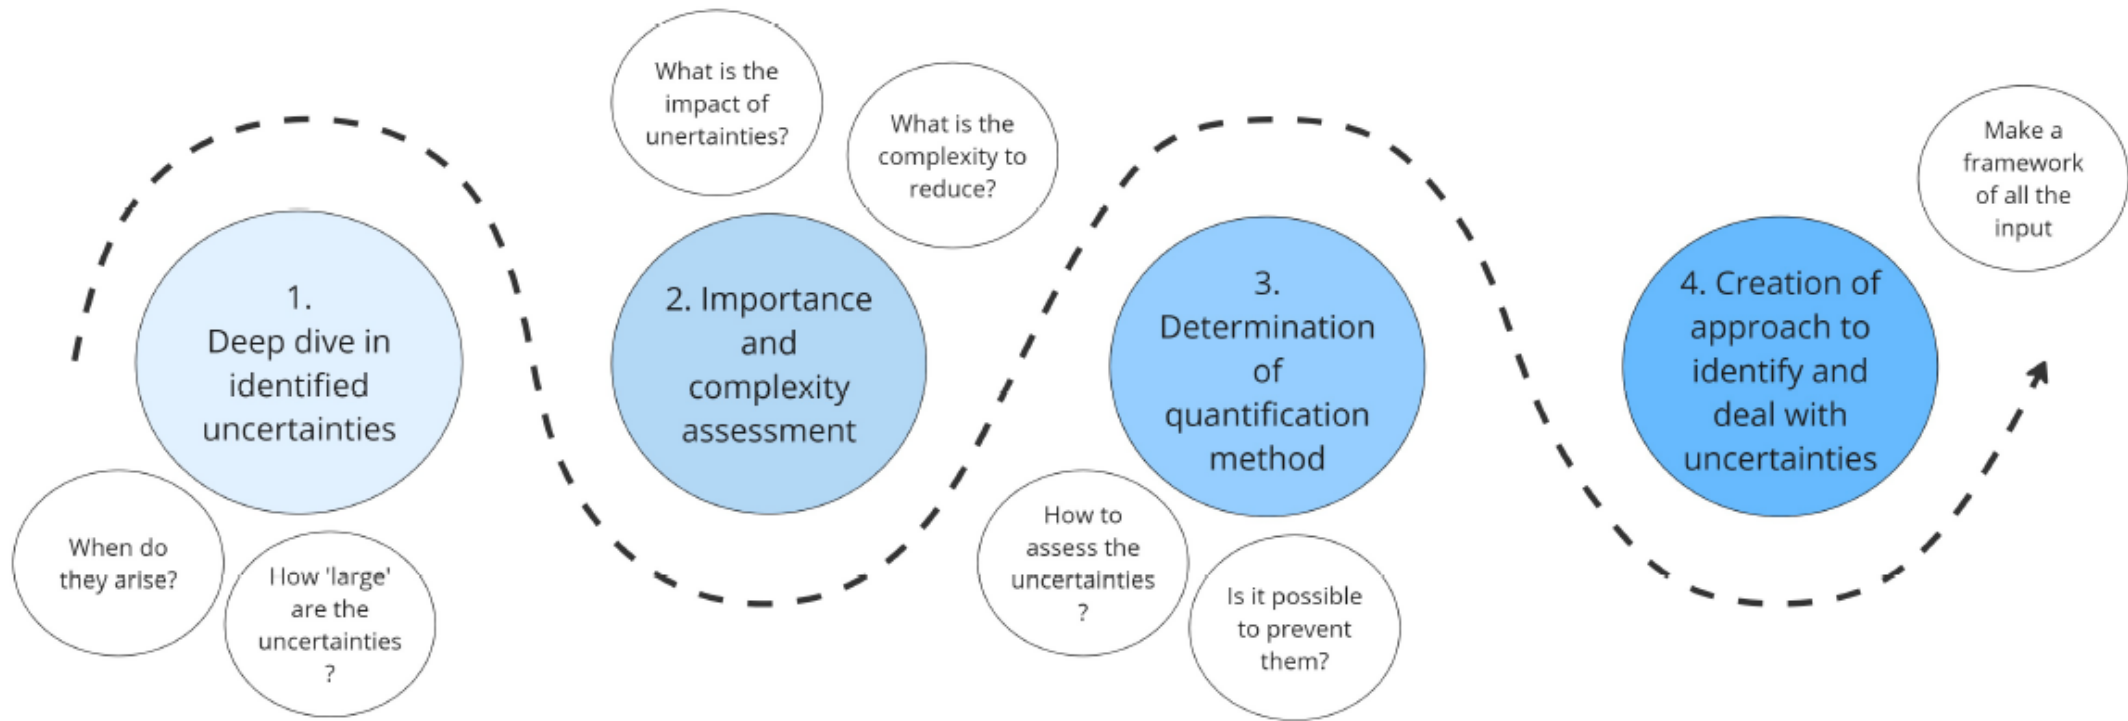 1.
Deep dive in
identified
uncertainties
When do
they arise?
How 'large'
are the
uncertainties
?
What is the
impact of
unertainties?
What is the
complexity to
reduce?
2. Importance
and
complexity
assessment
3.
Determination
of
quantification
method
How to
assess the
uncertainties
?
Is it possible
to prevent
them?
Make a
framework
of all the
input
4. Creation of
approach to
identify and
deal with
uncertainties